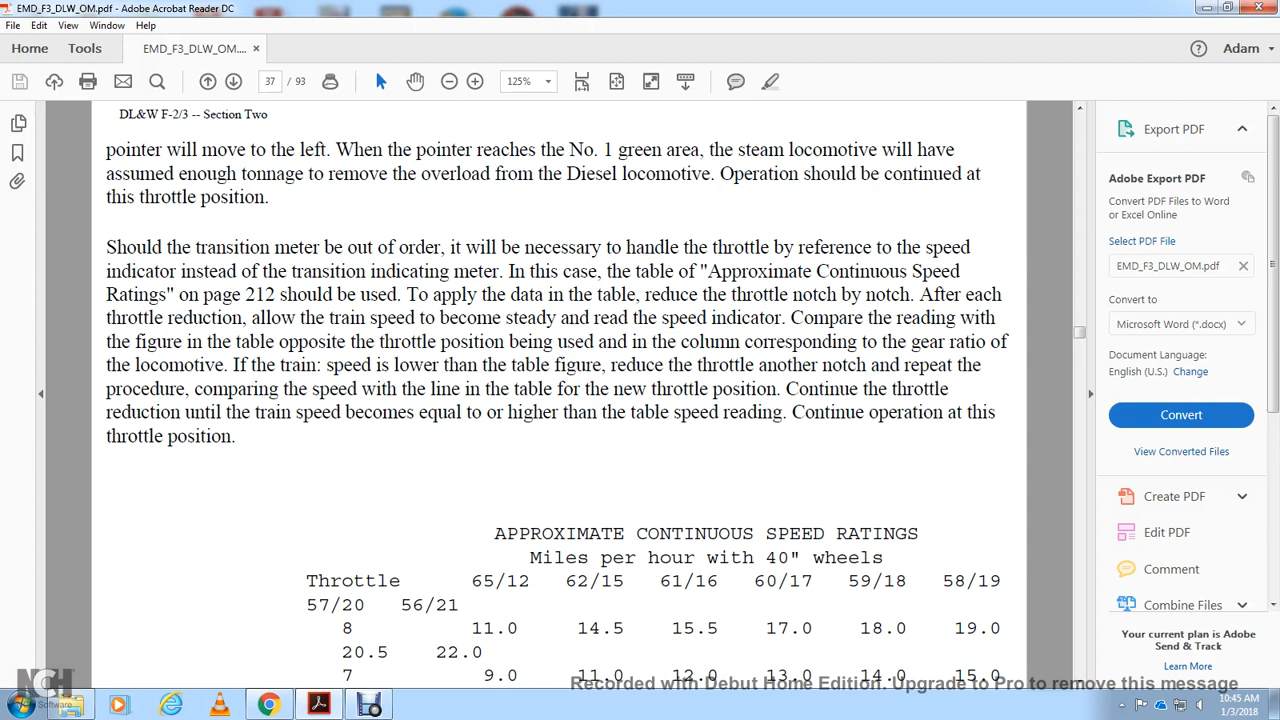 EMD_F3_DLW_OM.pdf - Adobe Acrobat Reader DC
File Edit View Window Help
Home Tools EMD_F3_DLW_OM.... × Adam
37 / 93 125%
DL&W F-2/3 -- Section Two
pointer will move to the left. When the pointer reaches the No. 1 green area, the steam locomotive will have
assumed enough tonnage to remove the overload from the Diesel locomotive. Operation should be continued at
this throttle position.
Should the transition meter be out of order, it will be necessary to handle the throttle by reference to the speed
indicator instead of the transition indicating meter. In this case, the table of "Approximate Continuous Speed
Ratings" on page 212 should be used. To apply the data in the table, reduce the throttle notch by notch. After each
throttle reduction, allow the train speed to become steady and read the speed indicator. Compare the reading with
the figure in the table opposite the throttle position being used and in the column corresponding to the gear ratio of
the locomotive. If the train: speed is lower than the table figure, reduce the throttle another notch and repeat the
procedure, comparing the speed with the line in the table for the new throttle position. Continue the throttle
reduction until the train speed becomes equal to or higher than the table speed reading. Continue operation at this
throttle position.
APPROXIMATE CONTINUOUS SPEED RATINGS
Miles per hour with 40" wheels
Throttle 65/12 62/15 61/16 60/17 59/18 58/19
57/20 56/21
8 11.0 14.5 15.5 17.0 18.0 19.0
20.5 22.0
7 9.0 11.0 12.0 13.0 14.0 15.0
Export PDF
Adobe Export PDF
Convert PDF Files to Word
or Excel Online
Select PDF File
EMD_F3_DLW_OM.pdf ×
Convert to
Microsoft Word (*.docx)
Document Language:
English (U.S.) Change
Convert
View Converted Files
Create PDF
Edit PDF
Comment
Combine Files
Your current plan is Adobe
Send & Track
Learn More
Recorded with Debut Home Edition. Upgrade to Pro to remove this message
NCH Software
10:45 AM
1/3/2018